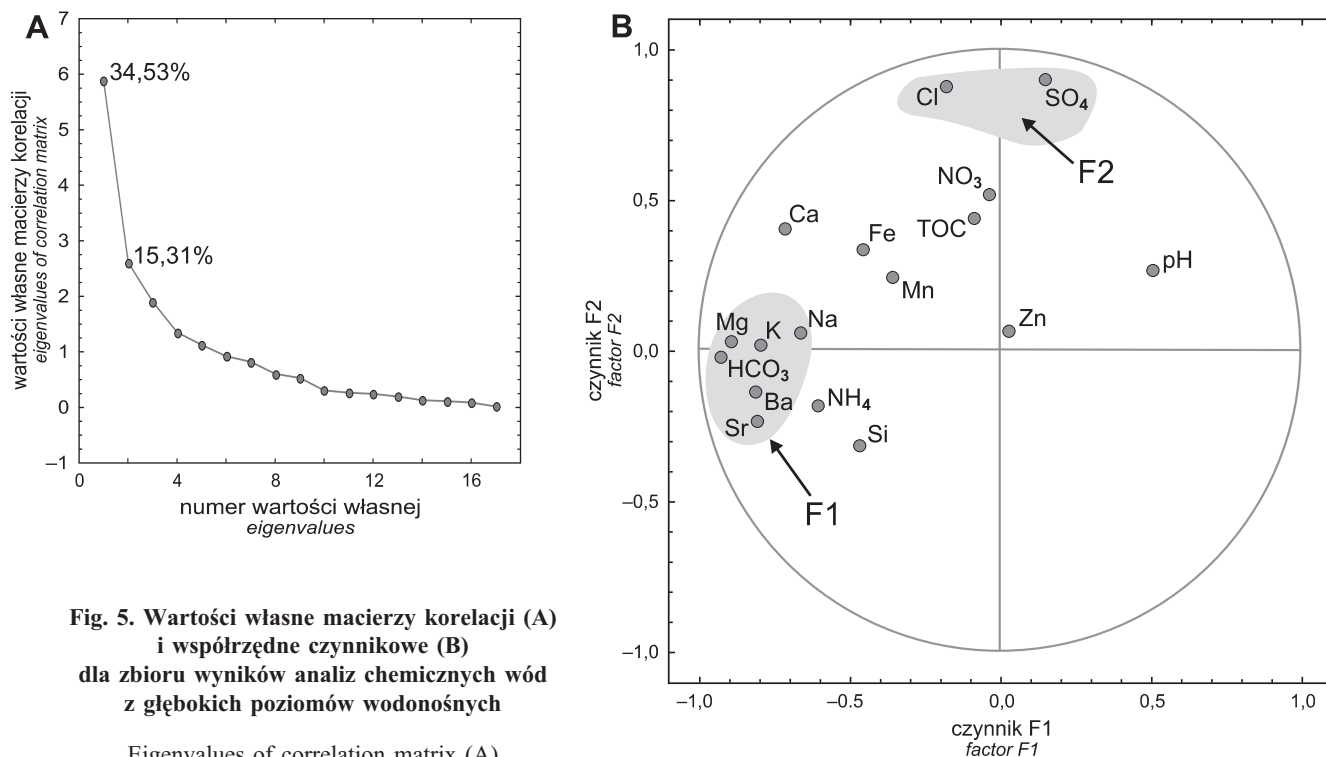 A
7
6
5
4
3
2
1
0
–1
34,53%
15,31%
wartości własne macierzy korelacji
eigenvalues of correlation matrix
0 4 8 12 16
numer wartości własnej
eigenvalues
B
1,0
0,5
0,0
–0,5
–1,0
czynnik F2
factor F2
Cl
SO4
F2
NO3
TOC
Ca
Fe
Mn
pH
Zn
Mg
K
Na
HCO3
Ba
Sr
NH4
Si
F1
–1,0 –0.5 0,0 0,5 1,0
czynnik F1
factor F1
Fig. 5. Wartości własne macierzy korelacji (A)
i współrzędne czynnikowe (B)
dla zbioru wyników analiz chemicznych wód
z głębokich poziomów wodonośnych
Eigenvalues of correlation matrix (A)